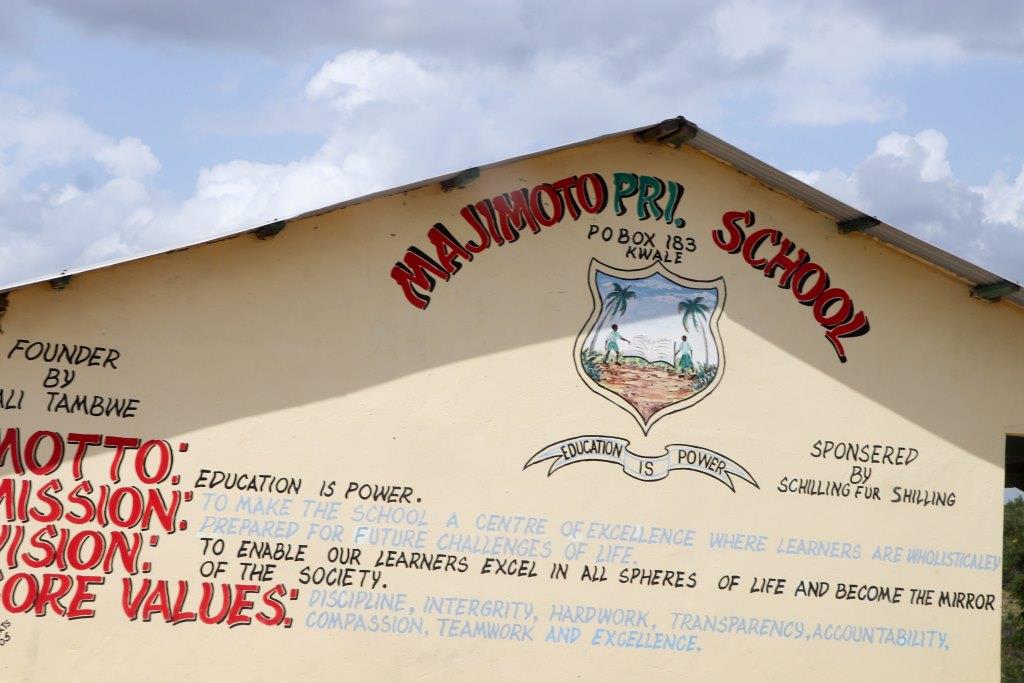 MAJIMOTO PRI. SCHOOL
PO BOX 183
KWALE
FOUNDER
BY
ALI TAMBWE
EDUCATION IS POWER
SPONSERED
BY
SCHILLING FÜR SHILLING
MOTTO: EDUCATION IS POWER.
MISSION: TO MAKE THE SCHOOL A CENTRE OF EXCELLENCE WHERE LEARNERS ARE WHOLISTICALEY
PREPARED FOR FUTURE CHALLENGES OF LIFE.
VISION: TO ENABLE OUR LEARNERS EXCEL IN ALL SPHERES OF LIFE AND BECOME THE MIRROR
OF THE SOCIETY.
CORE VALUES: DISCIPLINE, INTERGRITY, HARDWORK, TRANSPARENCY, ACCOUNTABILITY,
COMPASSION, TEAMWORK AND EXCELLENCE.